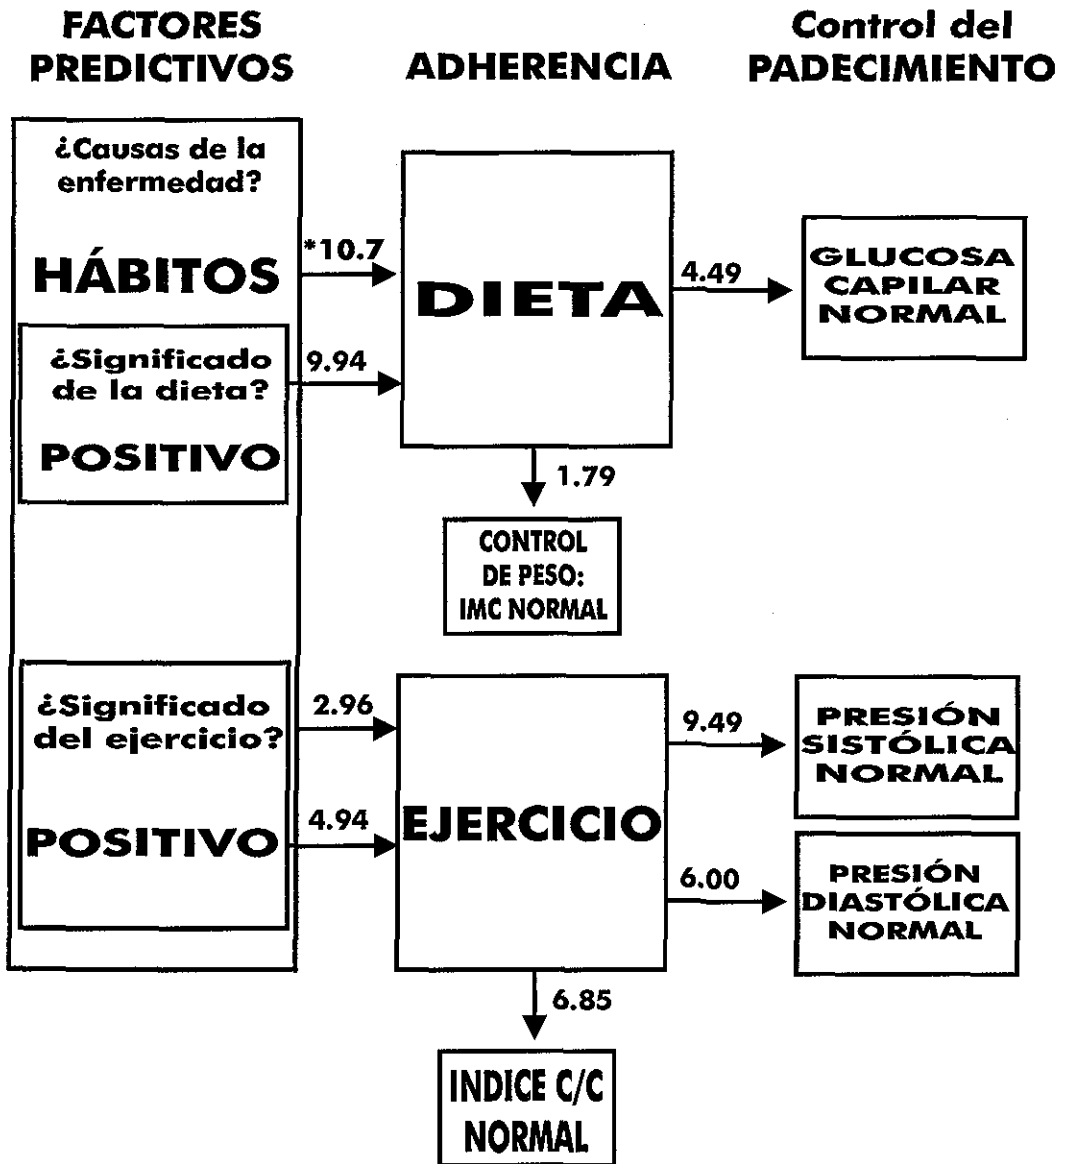 FACTORES
PREDICTIVOS
ADHERENCIA
Control del
PADECIMIENTO
¿Causas de la
enfermedad?
HÁBITOS
*10.7
¿Significado
de la dieta?
POSITIVO
9.94
DIETA
4.49
GLUCOSA
CAPILAR
NORMAL
1.79
CONTROL
DE PESO:
IMC NORMAL
¿Significado
del ejercicio?
POSITIVO
2.96
4.94
EJERCICIO
9.49
PRESIÓN
SISTÓLICA
NORMAL
6.00
PRESIÓN
DIASTÓLICA
NORMAL
6.85
INDICE C/C
NORMAL